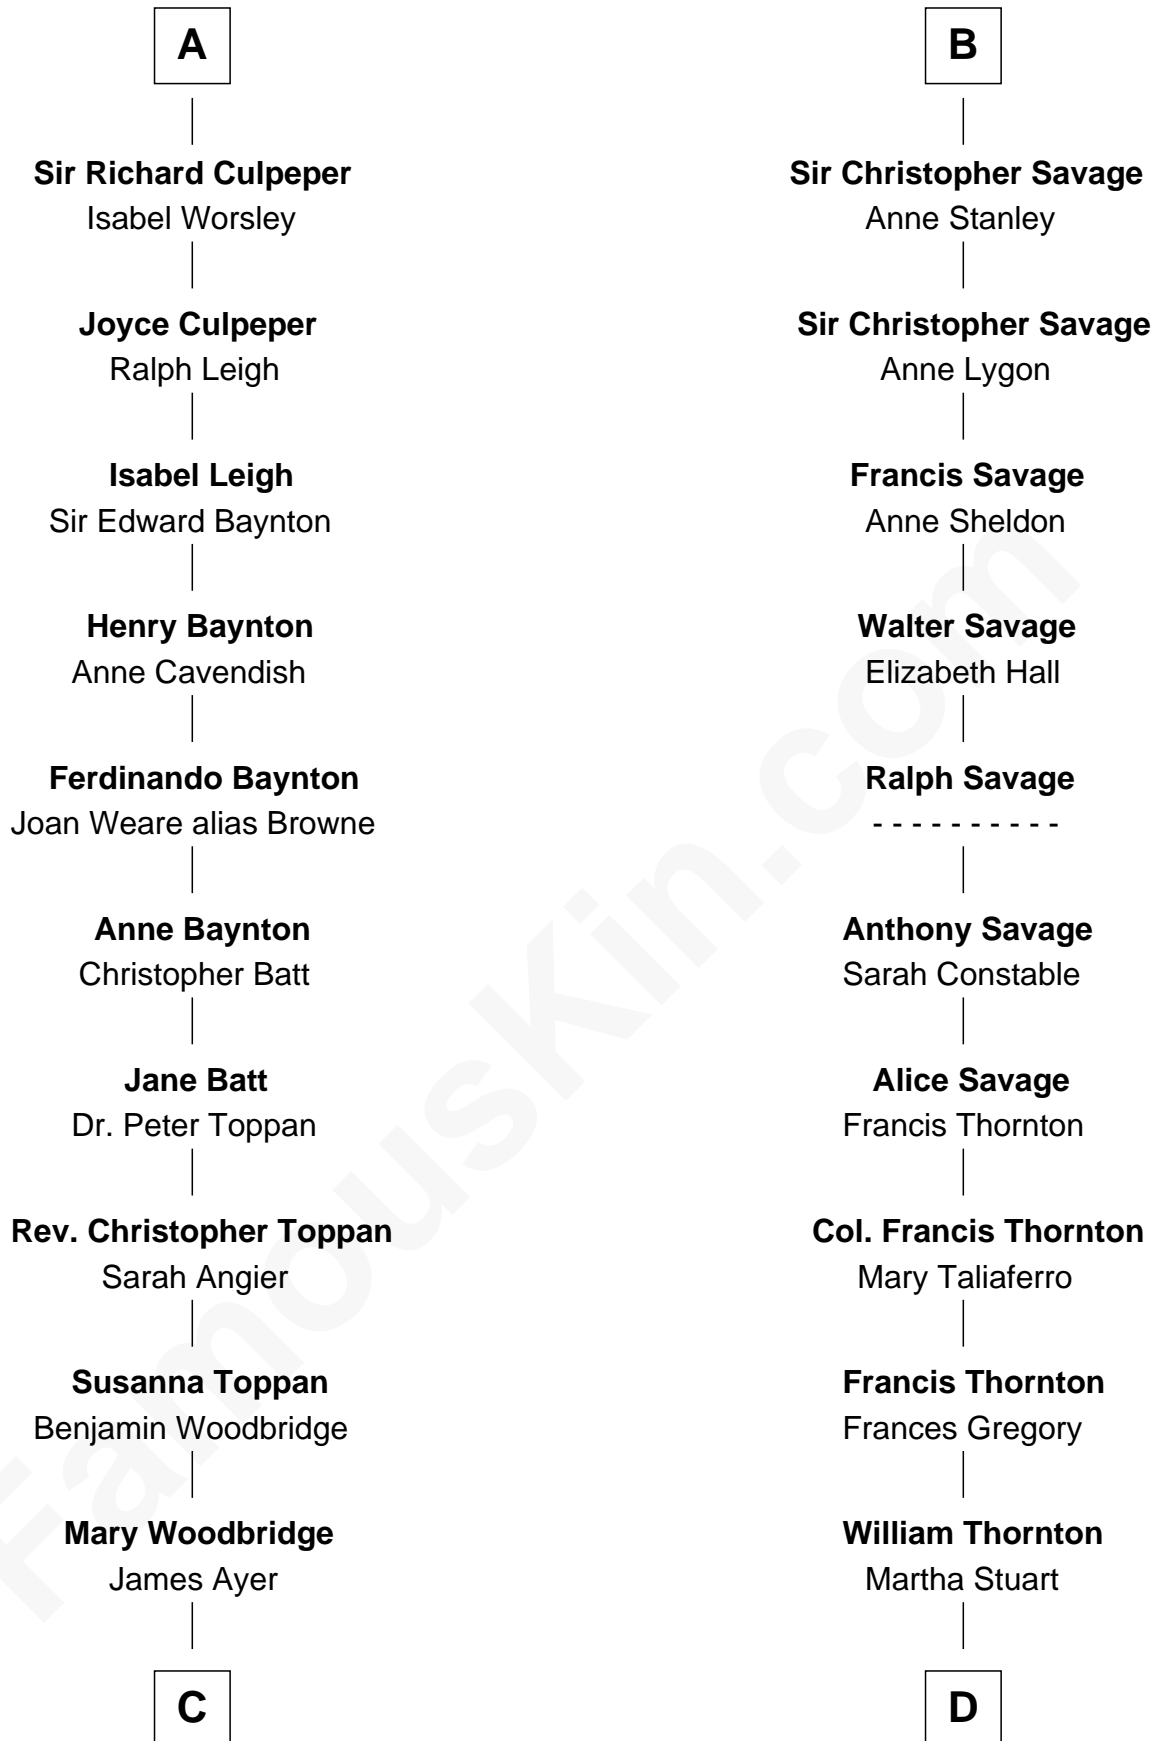 A
Sir Richard Culpeper
Isabel Worsley
Joyce Culpeper
Ralph Leigh
Isabel Leigh
Sir Edward Baynton
Henry Baynton
Anne Cavendish
Ferdinando Baynton
Joan Weare alias Browne
Anne Baynton
Christopher Batt
Jane Batt
Dr. Peter Toppan
Rev. Christopher Toppan
Sarah Angier
Susanna Toppan
Benjamin Woodbridge
Mary Woodbridge
James Ayer
C
B
Sir Christopher Savage
Anne Stanley
Sir Christopher Savage
Anne Lygon
Francis Savage
Anne Sheldon
Walter Savage
Elizabeth Hall
Ralph Savage
- - - - - - - - - -
Anthony Savage
Sarah Constable
Alice Savage
Francis Thornton
Col. Francis Thornton
Mary Taliaferro
Francis Thornton
Frances Gregory
William Thornton
Martha Stuart
D
FamousKin.com